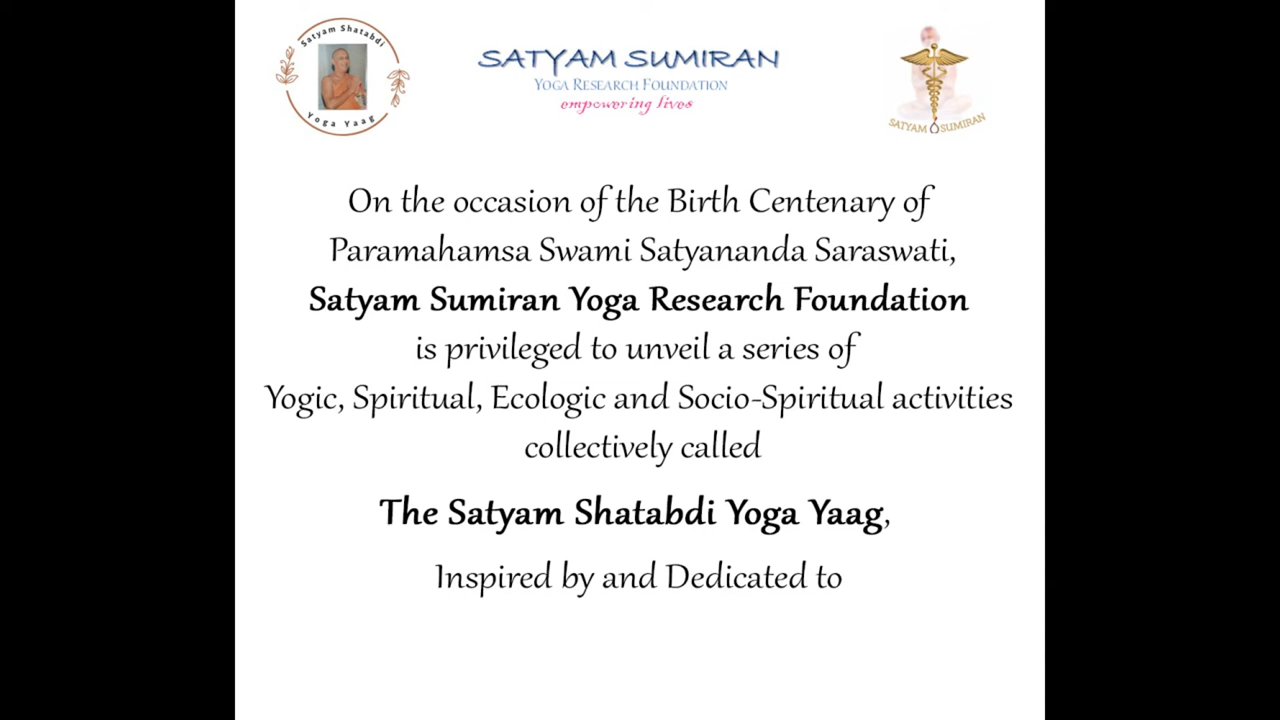 Satyam Shatabdi
Yoga Yaag
SATYAM SUMIRAN
YOGA RESEARCH FOUNDATION
empowering lives
SATYAM SUMIRAN
On the occasion of the Birth Centenary of
Paramahamsa Swami Satyananda Saraswati,
Satyam Sumiran Yoga Research Foundation
is privileged to unveil a series of
Yogic, Spiritual, Ecologic and Socio-Spiritual activities
collectively called
The Satyam Shatabdi Yoga Yaag,
Inspired by and Dedicated to